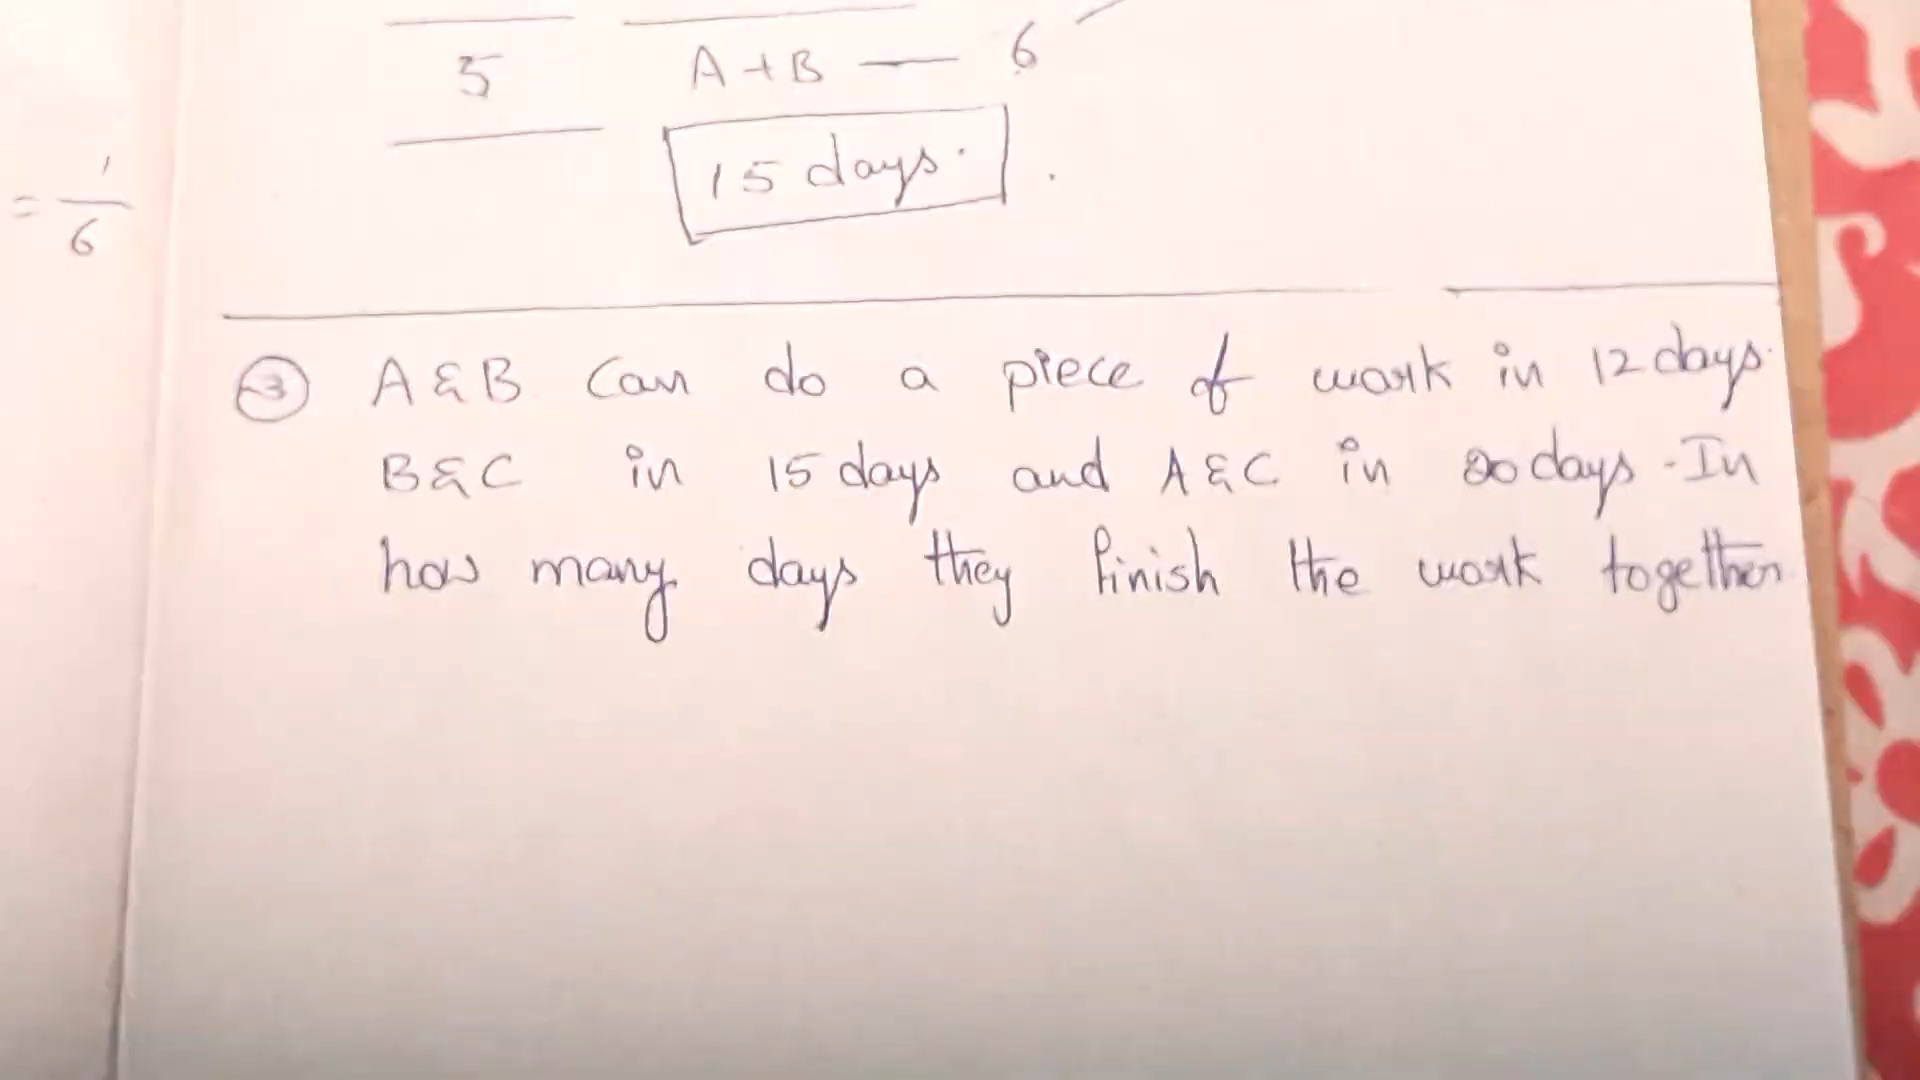 5 A+B — 6
= 1/6
15 days.
③ A & B Can do a piece of work in 12 days.
B & C in 15 days and A & C in 20 days. In
how many days they finish the work together